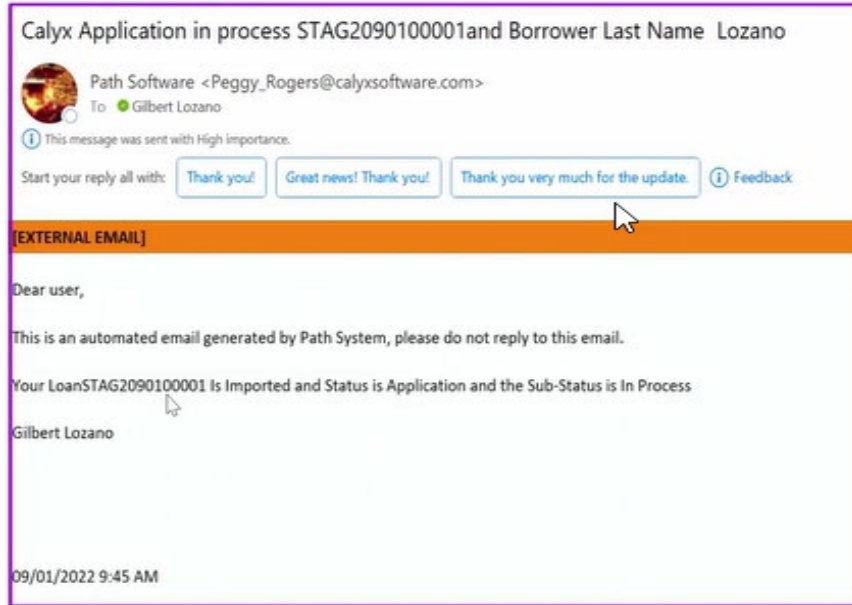 Calyx Application in process STAG2090100001and Borrower Last Name Lozano
Path Software <Peggy_Rogers@calyxsoftware.com>
To Gilbert Lozano
This message was sent with High importance.
Start your reply all with: Thank you! Great news! Thank you! Thank you very much for the update. Feedback
[EXTERNAL EMAIL]
Dear user,
This is an automated email generated by Path System, please do not reply to this email.
Your LoanSTAG2090100001 Is Imported and Status is Application and the Sub-Status is In Process
Gilbert Lozano
09/01/2022 9:45 AM